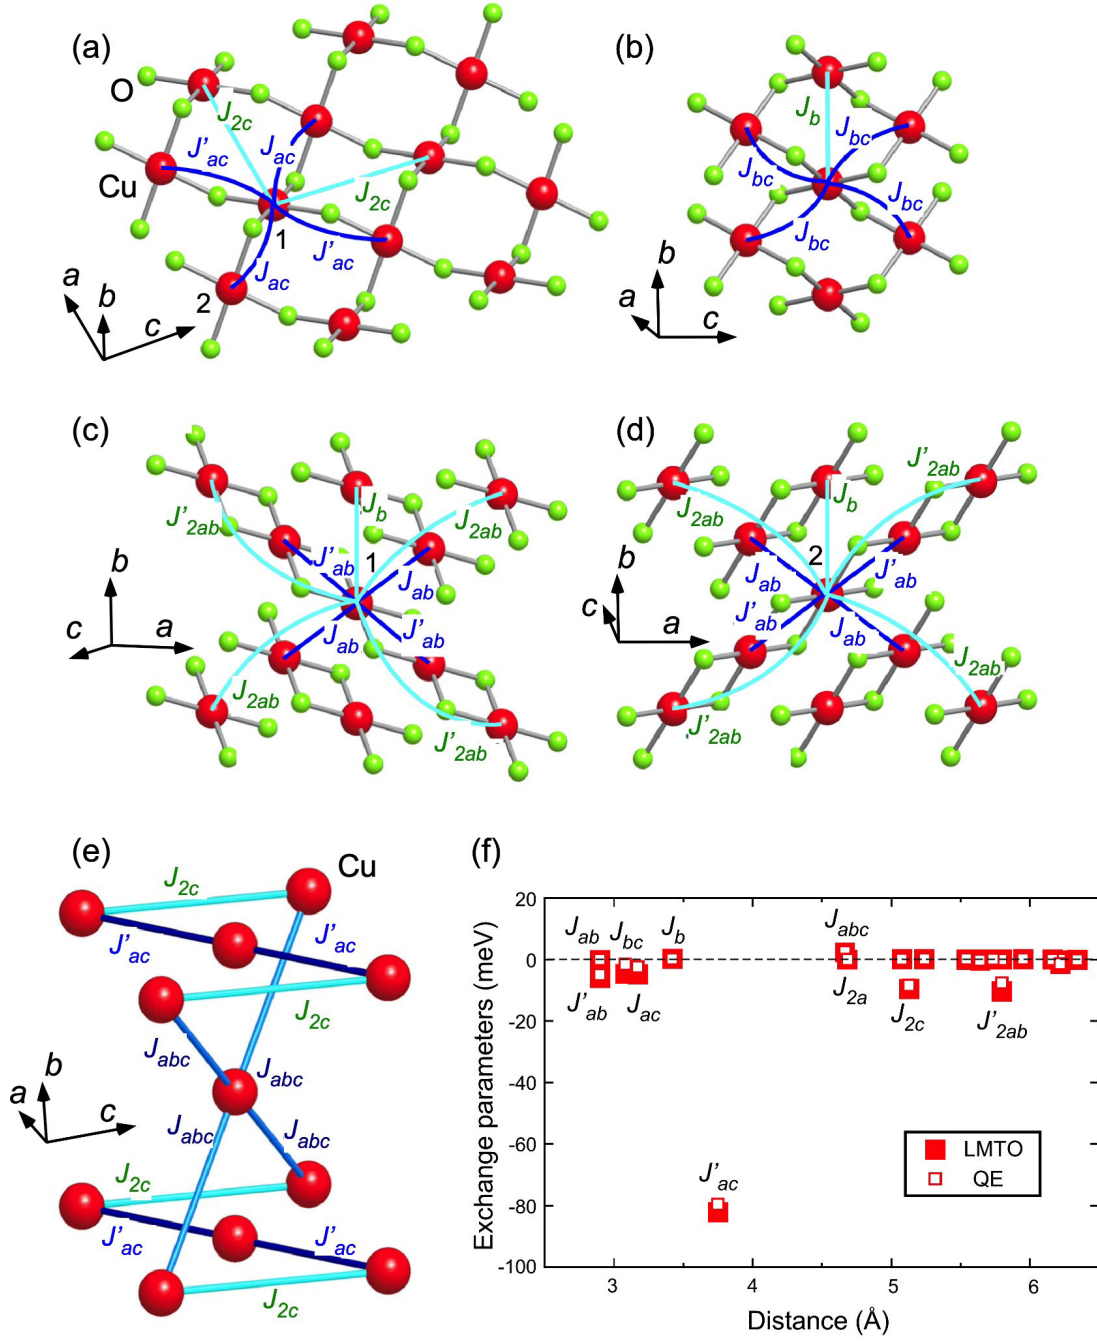 (a)
O
Cu
J2c
J'ac
Jac
J2c
1
J'ac
Jac
2
a
b
c
(b)
Jb
Jbc
Jbc
Jbc
Jbc
b
a
c
(c)
J'2ab
Jb
J2ab
1
J'ab
Jab
J'ab
Jab
J2ab
J'2ab
b
c
a
(d)
J'2ab
J2ab
Jb
2
Jab
J'ab
J'ab
Jab
J2ab
J'2ab
b
c
a
(e)
Cu
J2c
J'ac
J'ac
J2c
Jabc
Jabc
Jabc
Jabc
J2c
J'ac
J'ac
J2c
b
a
c
(f)
Exchange parameters (meV)
20
0
-20
-40
-60
-80
-100
Jab
Jbc
Jb
Jabc
J'ab
Jac
J2a
J2c
J'2ab
J'ac
LMTO
QE
3
4
5
6
Distance (Å)